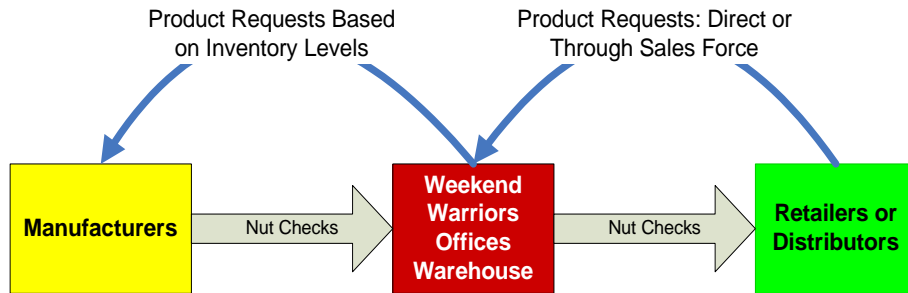 Product Requests Based
on Inventory Levels
Product Requests: Direct or
Through Sales Force
Manufacturers
Nut Checks
Weekend
Warriors
Offices
Warehouse
Nut Checks
Retailers or
Distributors